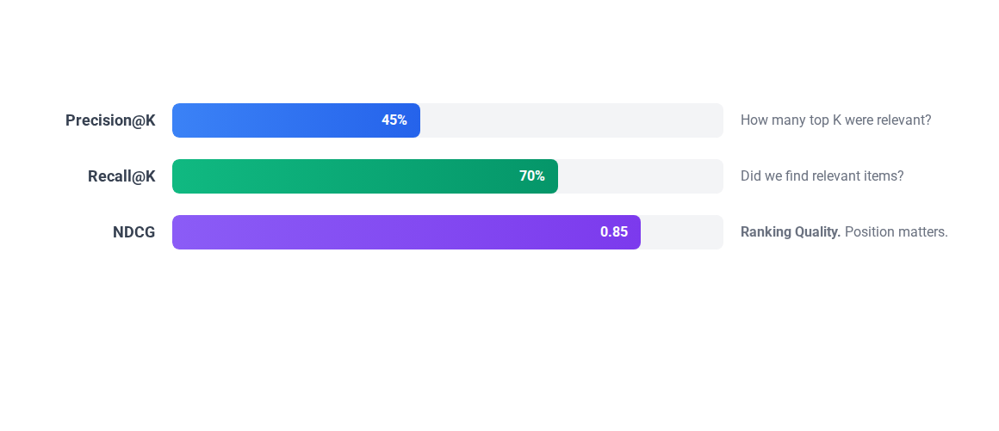 Precision@K 45% How many top K were relevant?
Recall@K 70% Did we find relevant items?
NDCG 0.85 Ranking Quality. Position matters.